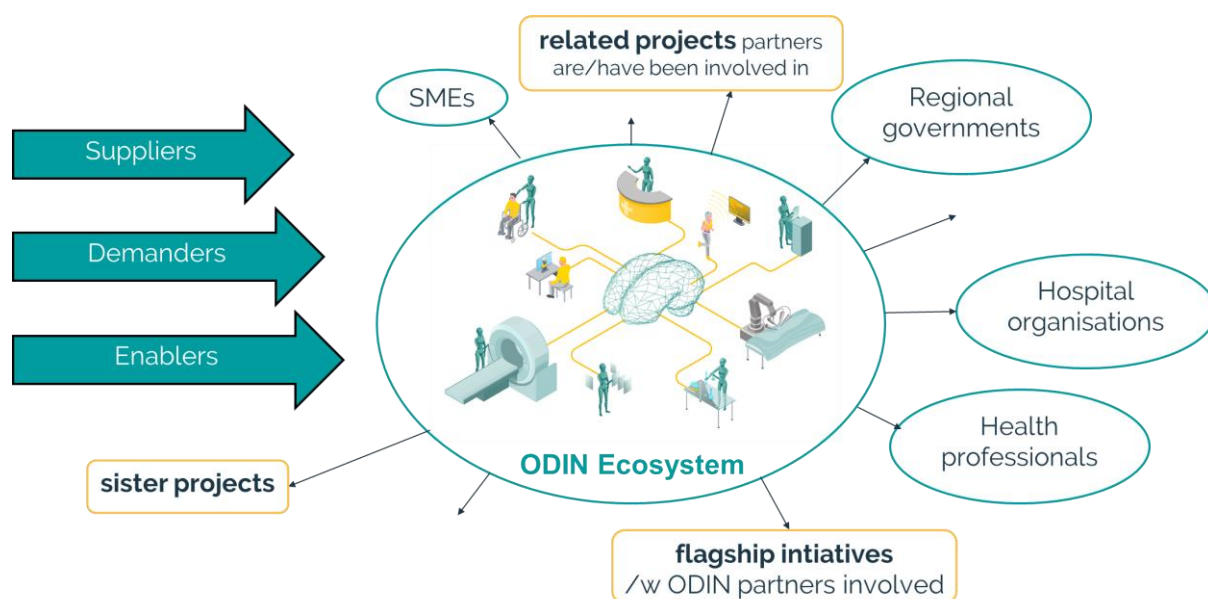 related projects partners
are/have been involved in
SMEs
Regional
governments
Suppliers
Demanders
Hospital
organisations
Enablers
Health
professionals
ODIN Ecosystem
sister projects
flagship intiatives
/w ODIN partners involved